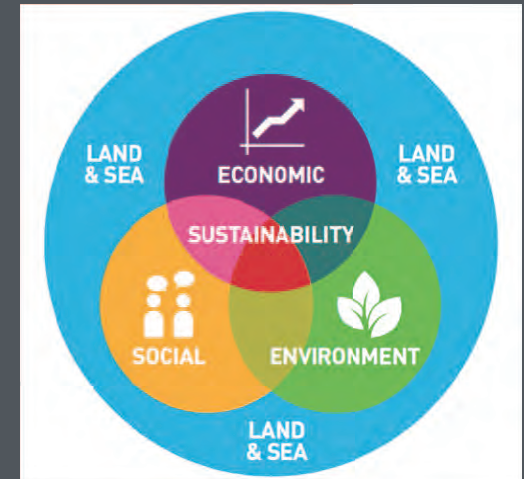 LAND
& SEA
LAND
& SEA
ECONOMIC
SUSTAINABILITY
SOCIAL
ENVIRONMENT
LAND
& SEA